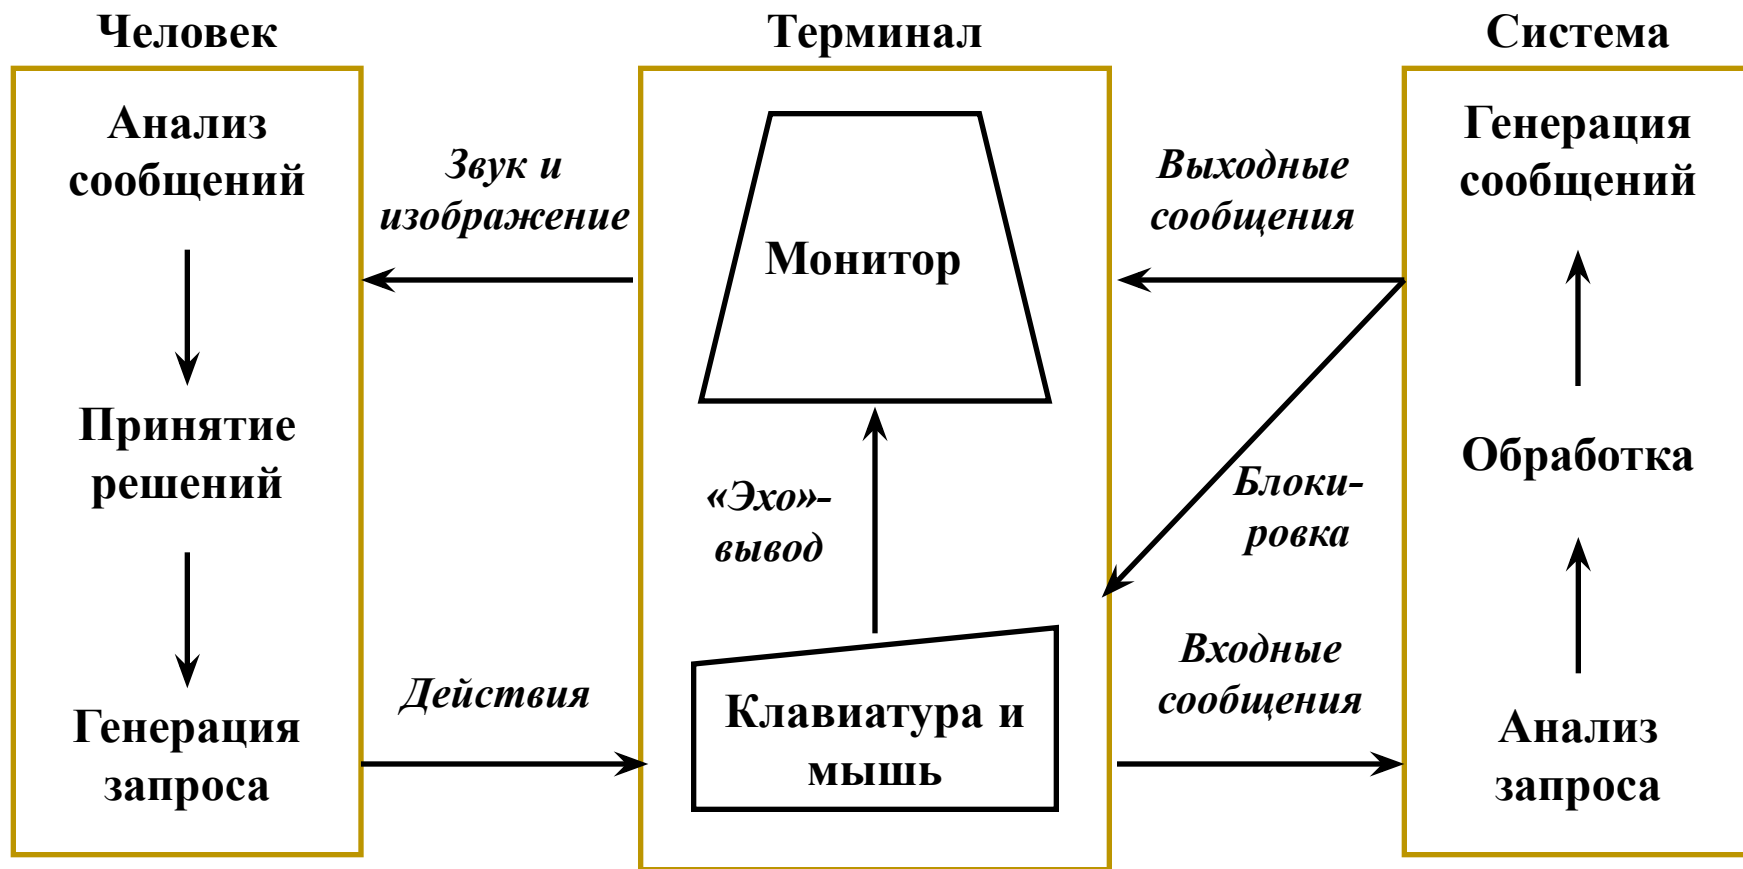 Человек
Терминал
Система
Анализ
сообщений
Принятие
решений
Генерация
запроса
Звук и
изображение
Действия
Монитор
«Эхо»-
вывод
Клавиатура и
мышь
Выходные
сообщения
Блоки-
ровка
Входные
сообщения
Генерация
сообщений
Обработка
Анализ
запроса